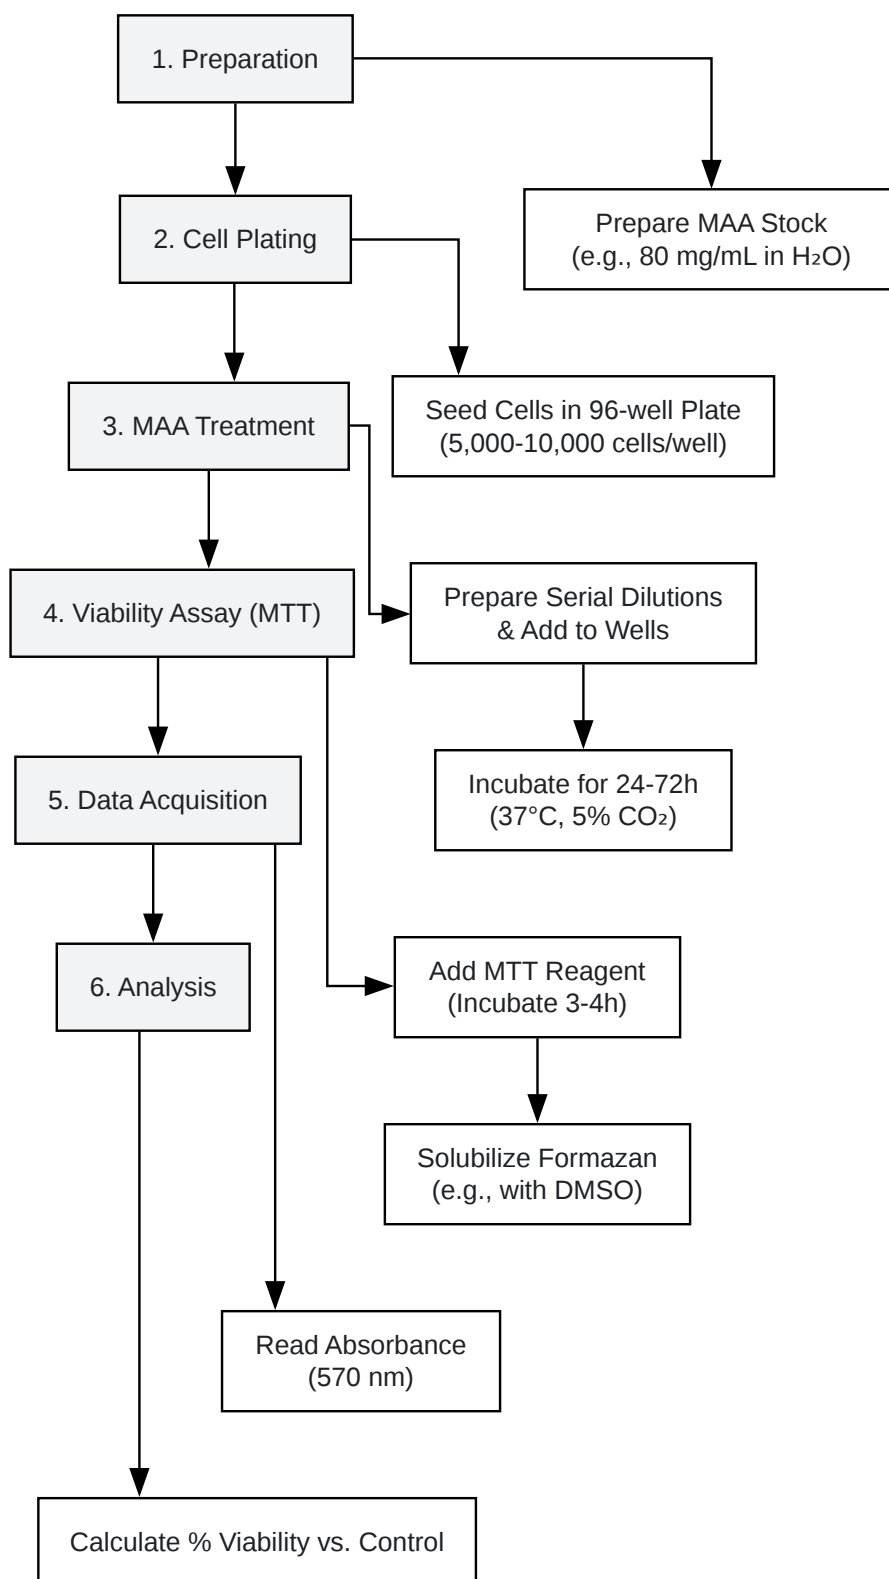 1. Preparation
Prepare MAA Stock
(e.g., 80 mg/mL in H₂O)
2. Cell Plating
Seed Cells in 96-well Plate
(5,000-10,000 cells/well)
3. MAA Treatment
Prepare Serial Dilutions
& Add to Wells
Incubate for 24-72h
(37°C, 5% CO₂)
4. Viability Assay (MTT)
Add MTT Reagent
(Incubate 3-4h)
Solubilize Formazan
(e.g., with DMSO)
5. Data Acquisition
Read Absorbance
(570 nm)
6. Analysis
Calculate % Viability vs. Control